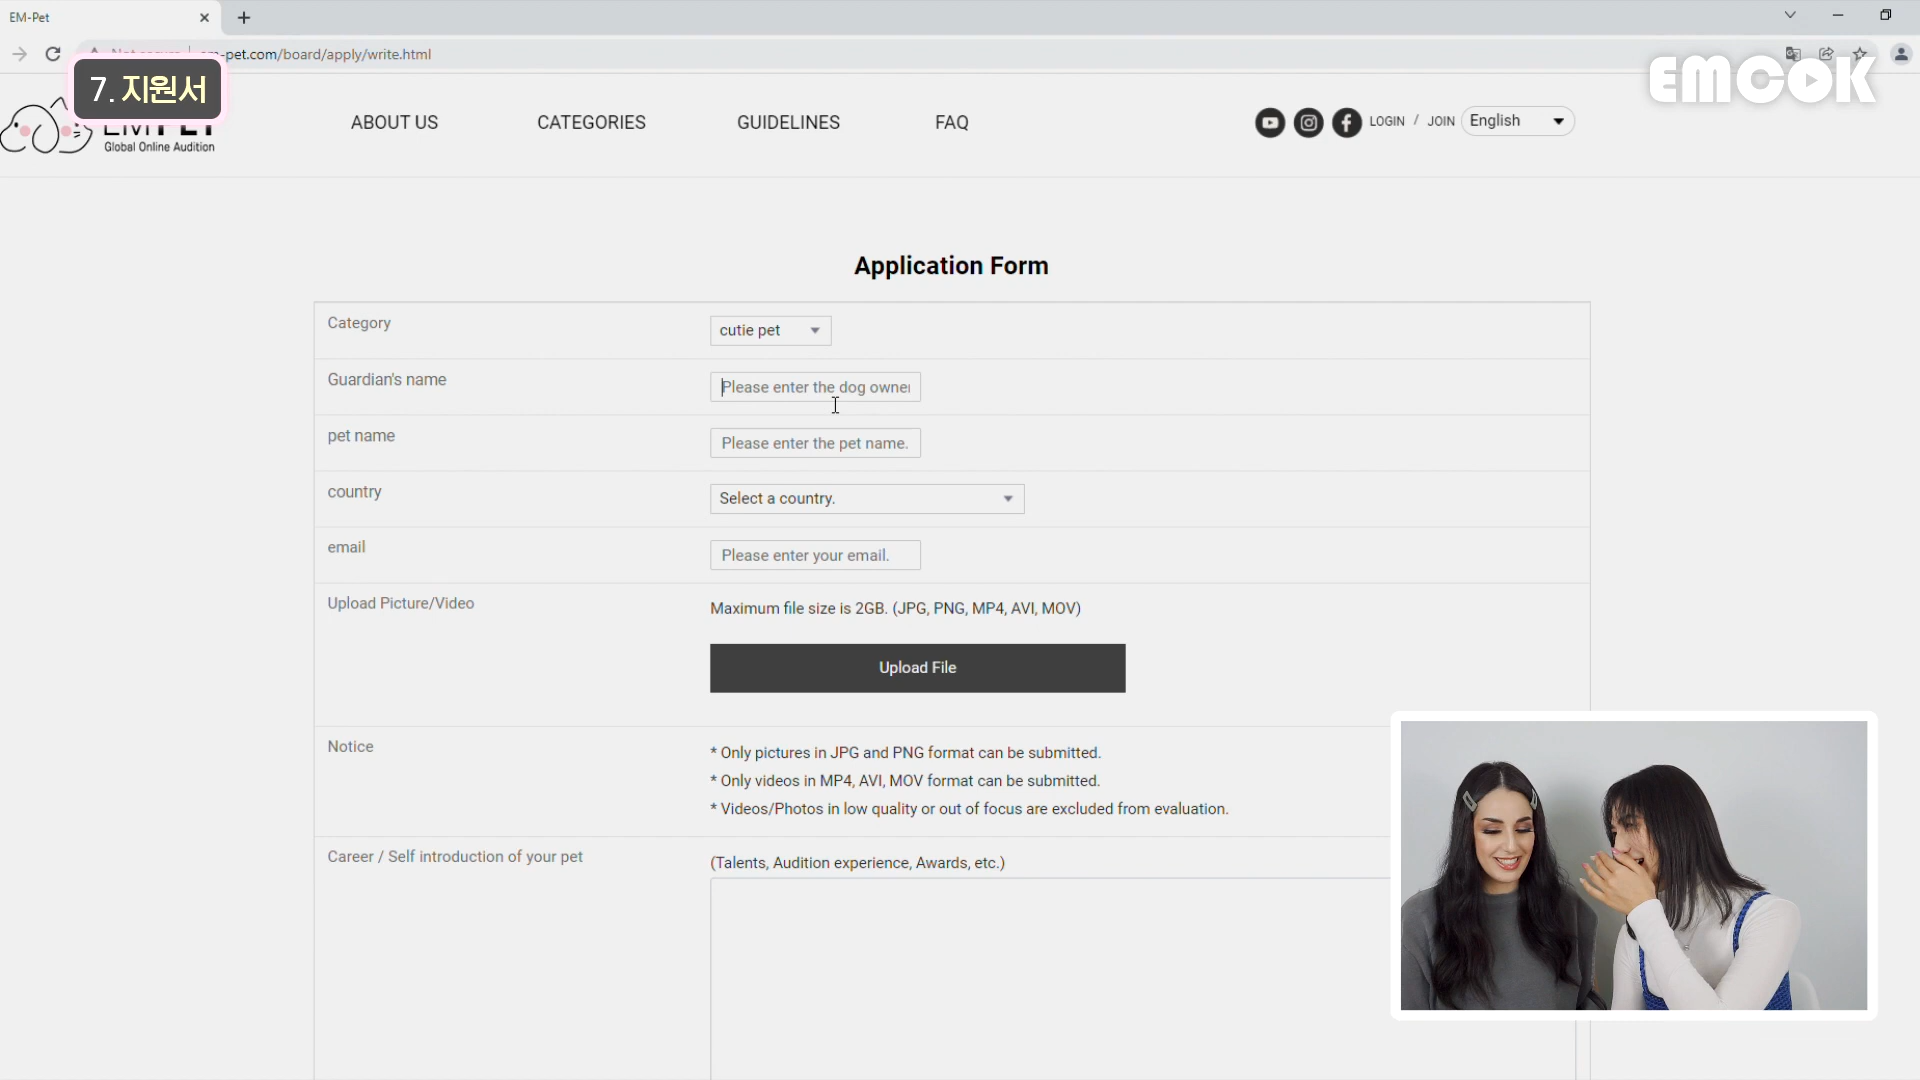 EM-Pet
em-pet.com/board/apply/write.html
7. 지원서
EMCOK
EMPET
Global Online Audition
ABOUT US
CATEGORIES
GUIDELINES
FAQ
LOGIN / JOIN
English
Application Form
Category
cutie pet
Guardian's name
Please enter the dog owner
pet name
Please enter the pet name.
country
Select a country.
email
Please enter your email.
Upload Picture/Video
Maximum file size is 2GB. (JPG, PNG, MP4, AVI, MOV)
Upload File
Notice
* Only pictures in JPG and PNG format can be submitted.
* Only videos in MP4, AVI, MOV format can be submitted.
* Videos/Photos in low quality or out of focus are excluded from evaluation.
Career / Self introduction of your pet
(Talents, Audition experience, Awards, etc.)